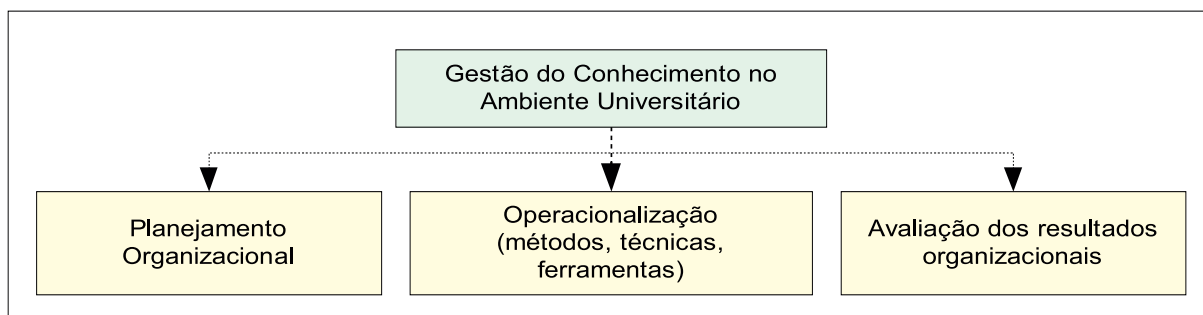 Gestão do Conhecimento no
Ambiente Universitário
Planejamento
Organizacional
Operacionalização
(métodos, técnicas,
ferramentas)
Avaliação dos resultados
organizacionais